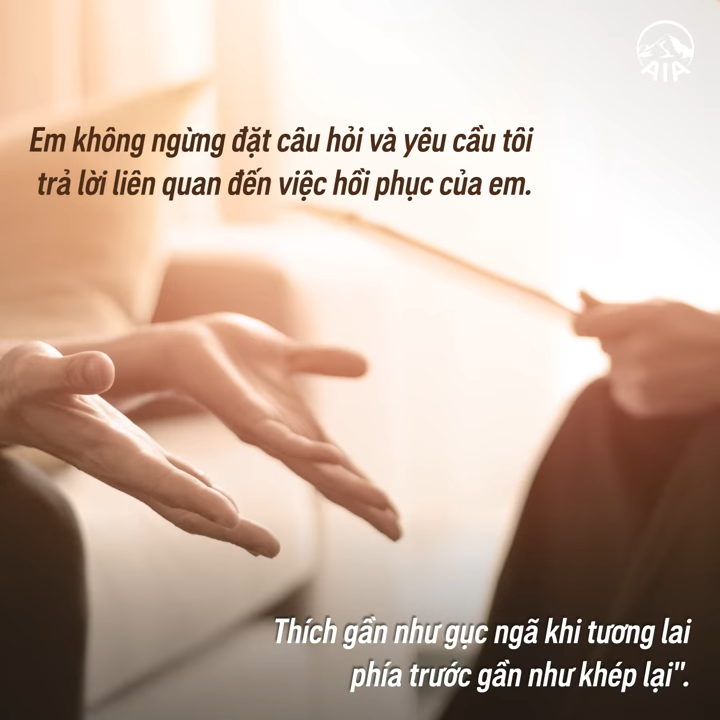 AIA
Em không ngừng đặt câu hỏi và yêu cầu tôi
trả lời liên quan đến việc hồi phục của em.
Thích gần như gục ngã khi tương lai
phía trước gần như khép lại".